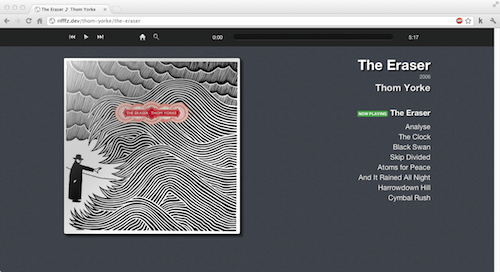 The Eraser ♪ Thom Yorke
rifffz.dev/thom-yorke/the-eraser
0:00
5:17
The Eraser
2006
Thom Yorke
THE ERASER THOM YORKE
NOW PLAYING The Eraser
Analyse
The Clock
Black Swan
Skip Divided
Atoms for Peace
And It Rained All Night
Harrowdown Hill
Cymbal Rush